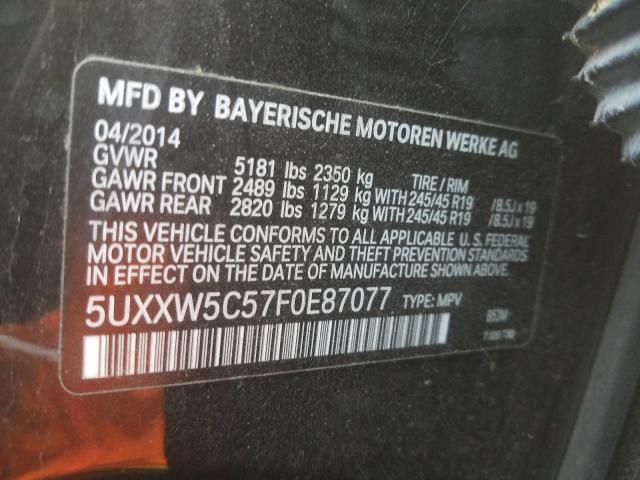 MFD BY BAYERISCHE MOTOREN WERKE AG
04/2014
GVWR 5181 lbs 2350 kg TIRE / RIM
GAWR FRONT 2489 lbs 1129 kg WITH 245/45 R19 /8.5J x 19
GAWR REAR 2820 lbs 1279 kg WITH 245/45 R19 /8.5J x 19
THIS VEHICLE CONFORMS TO ALL APPLICABLE U. S. FEDERAL
MOTOR VEHICLE SAFETY AND THEFT PREVENTION STANDARDS
IN EFFECT ON THE DATE OF MANUFACTURE SHOWN ABOVE.
5UXXW5C57F0E87077 TYPE: MPV